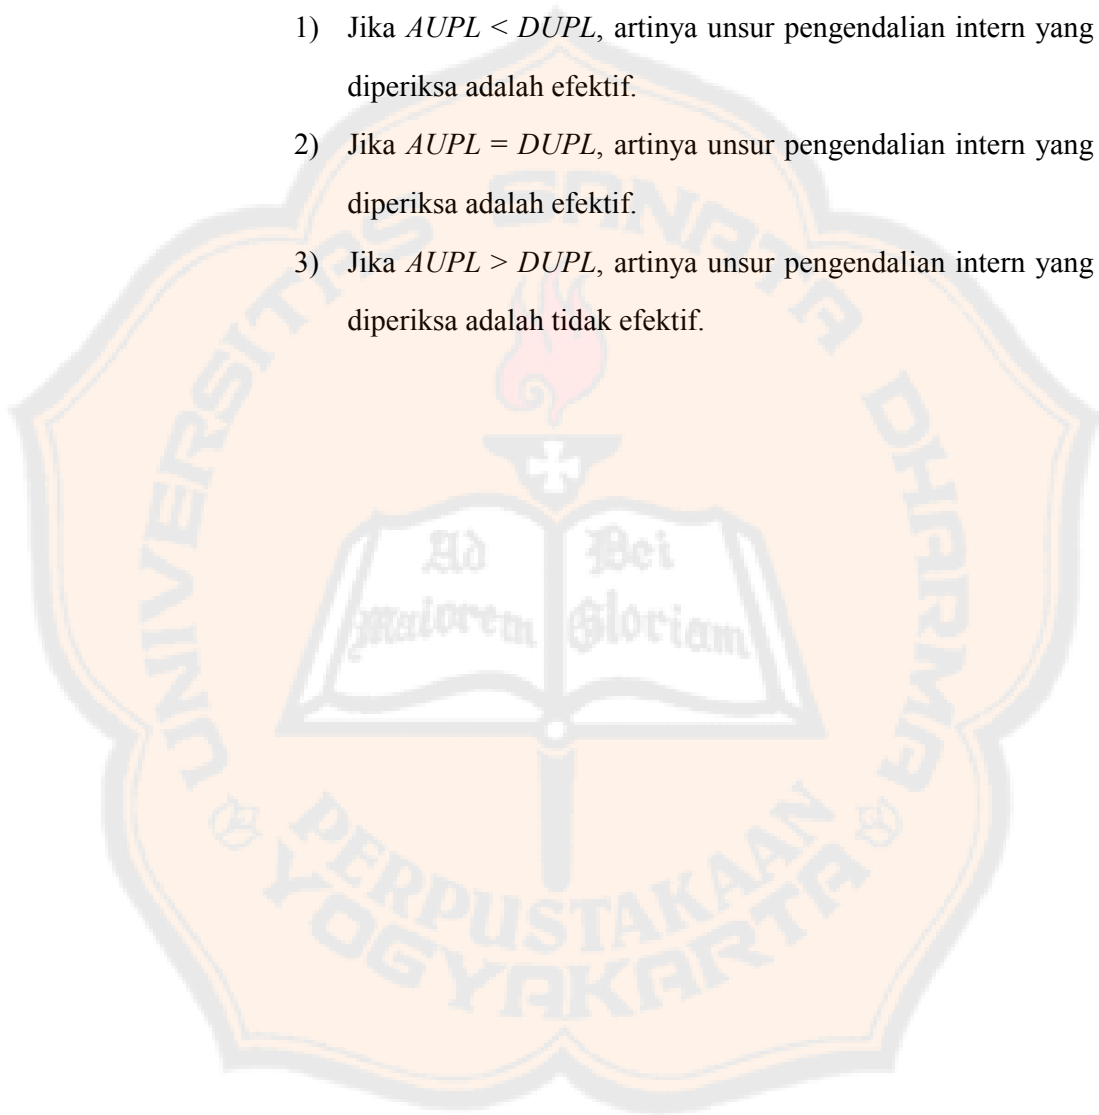 1) Jika AUPL < DUPL, artinya unsur pengendalian intern yang
diperiksa adalah efektif.
2) Jika AUPL = DUPL, artinya unsur pengendalian intern yang
diperiksa adalah efektif.
3) Jika AUPL > DUPL, artinya unsur pengendalian intern yang
diperiksa adalah tidak efektif.
UNIVERSITAS SANATA DHARMA
Ad Dei
Maiorem Gloriam
PERPUSTAKAAN
YOGYAKARTA